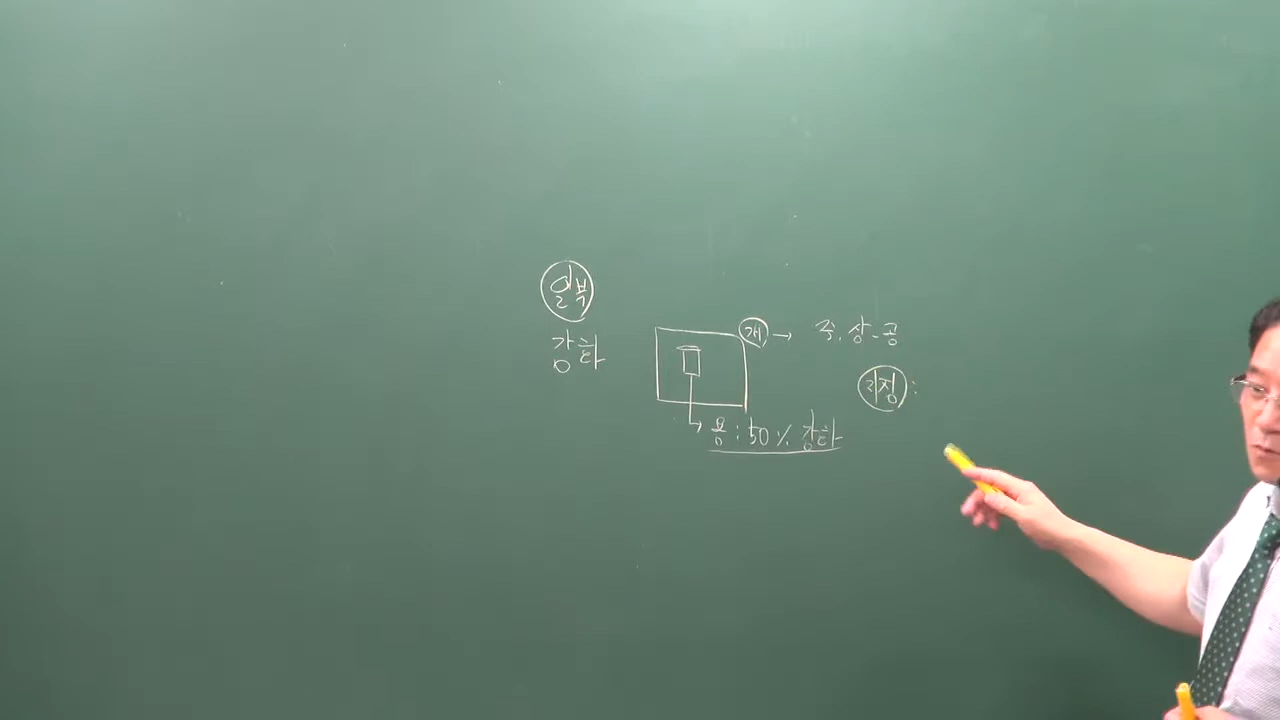 일부
강화
개 → 주. 상. 공
지정 :
용 : 50 % 강화